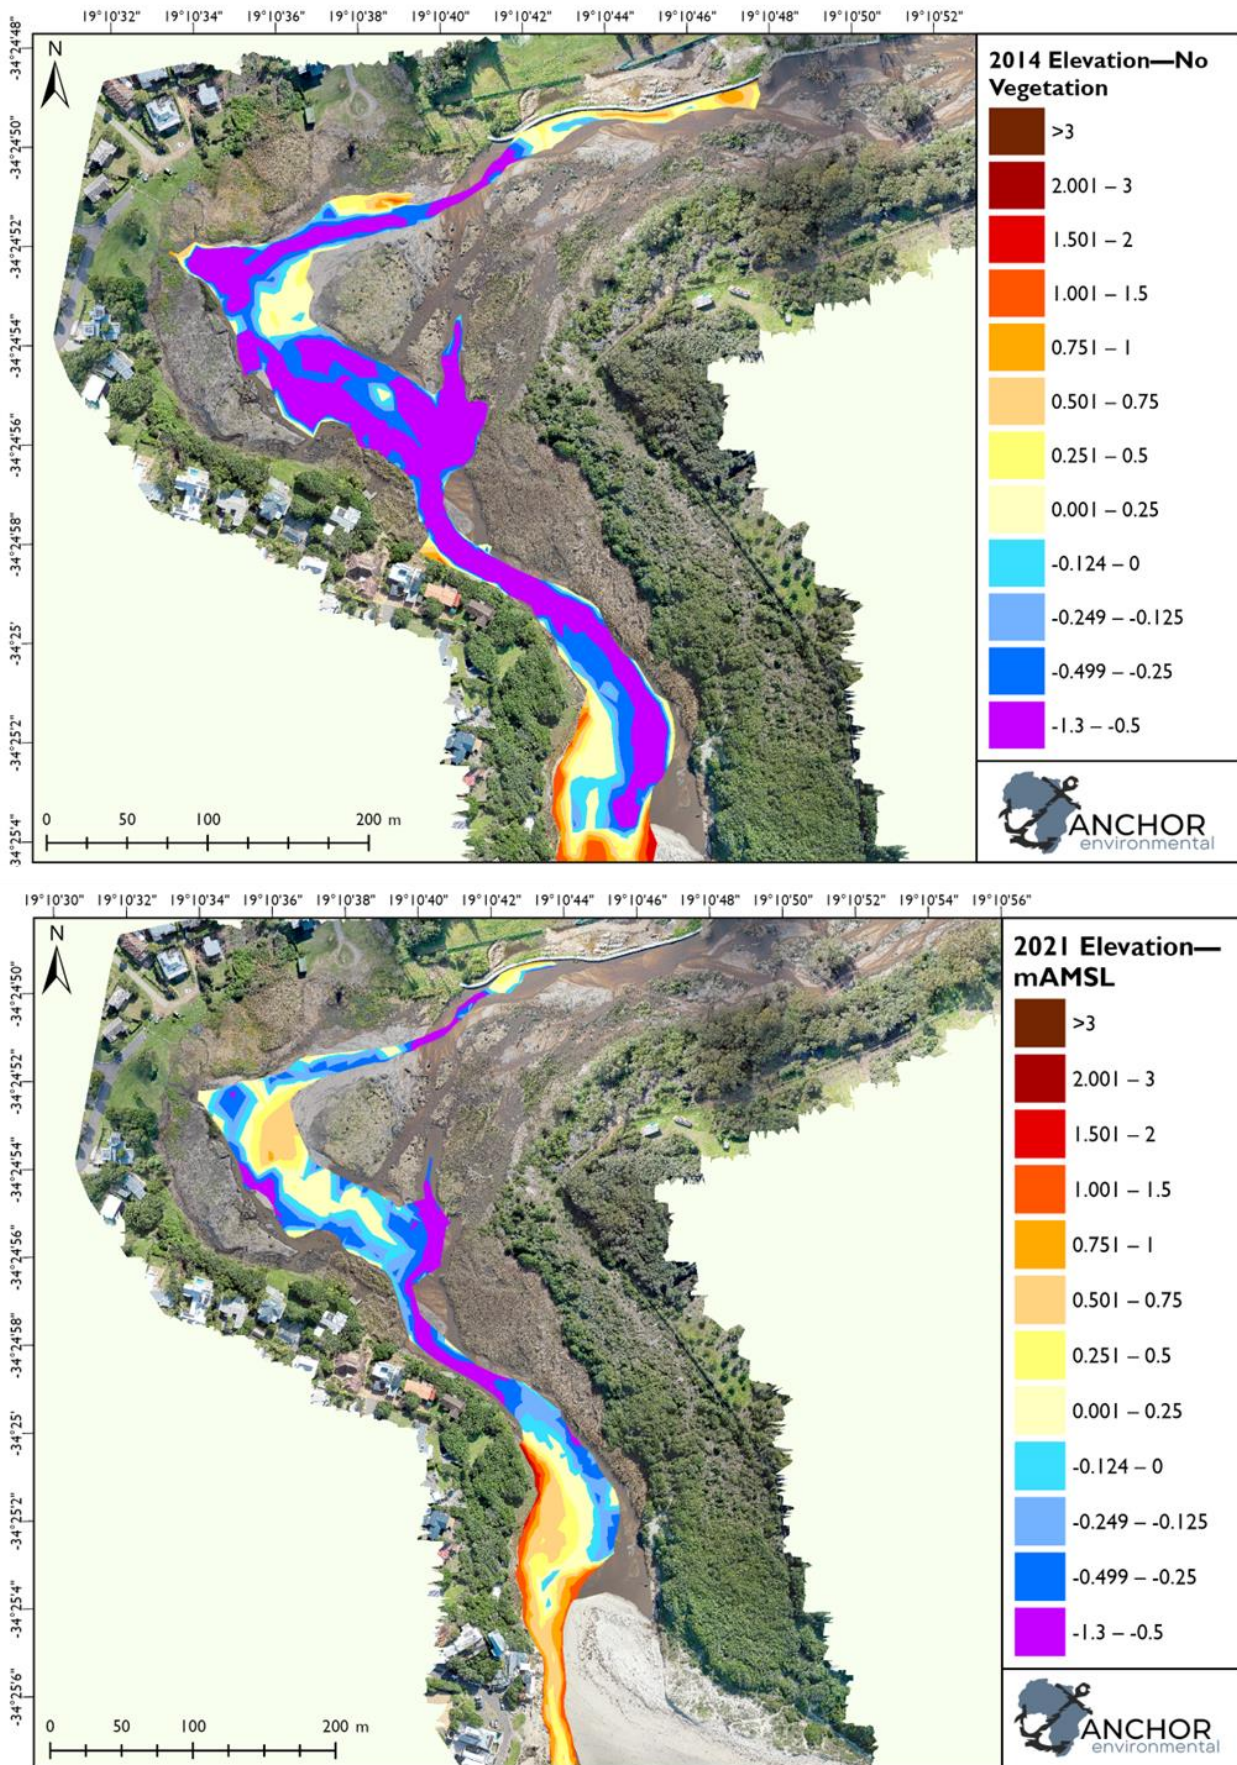 19°10'32" 19°10'34" 19°10'36" 19°10'38" 19°10'40" 19°10'42" 19°10'44" 19°10'46" 19°10'48" 19°10'50" 19°10'52"
-34°24'48"
-34°24'50"
-34°24'52"
-34°24'54"
-34°24'56"
-34°24'58"
-34°25'
-34°25'2"
-34°25'4"
N
0 50 100 200 m
2014 Elevation—No
Vegetation
>3
2.001 – 3
1.501 – 2
1.001 – 1.5
0.751 – 1
0.501 – 0.75
0.251 – 0.5
0.001 – 0.25
-0.124 – 0
-0.249 – -0.125
-0.499 – -0.25
-1.3 – -0.5
ANCHOR
environmental
19°10'30" 19°10'32" 19°10'34" 19°10'36" 19°10'38" 19°10'40" 19°10'42" 19°10'44" 19°10'46" 19°10'48" 19°10'50" 19°10'52" 19°10'54" 19°10'56"
-34°24'50"
-34°24'52"
-34°24'54"
-34°24'56"
-34°24'58"
-34°25'
-34°25'2"
-34°25'4"
-34°25'6"
N
0 50 100 200 m
2021 Elevation—
mAMSL
>3
2.001 – 3
1.501 – 2
1.001 – 1.5
0.751 – 1
0.501 – 0.75
0.251 – 0.5
0.001 – 0.25
-0.124 – 0
-0.249 – -0.125
-0.499 – -0.25
-1.3 – -0.5
ANCHOR
environmental